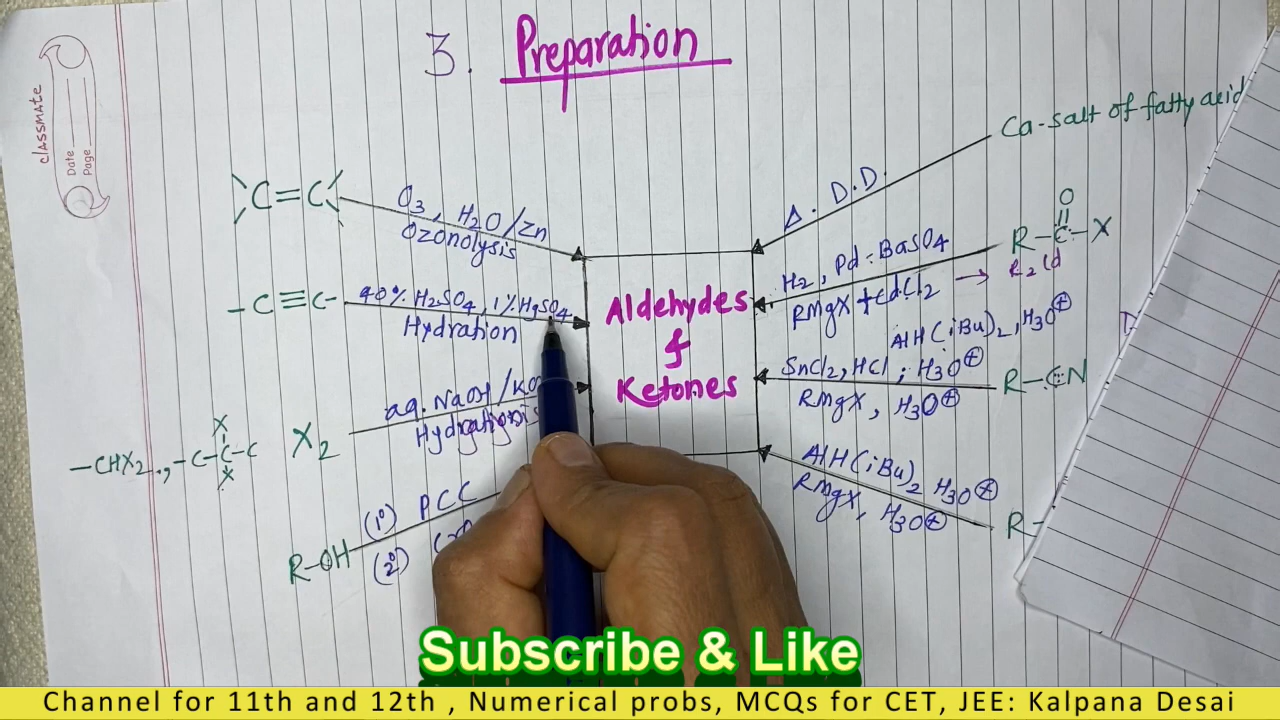 classmate
Date
Page
3. Preparation
Ca-salt of fatty acid
Δ. D.D.
C=C
O3, H2O/Zn
Ozonolysis
H2, Pd-BaSO4
RMgX + CdCl2 → R2Cd
O
R-C-X
-C≡C-
40% H2SO4, 1% HgSO4
Hydration
Aldehydes
&
Ketones
AlH(iBu)2, H3O⊕
SnCl2, HCl ; H3O⊕
RMgX, H3O⊕
R-C≡N
X2
aq. NaOH/KO
-CHX2 ., -C-C-C
X
X
AlH(iBu)2 H3O⊕
RMgX, H3O⊕
R-
R-OH
(1°) PCC
(2°)
Subscribe & Like
Channel for 11th and 12th , Numerical probs, MCQs for CET, JEE: Kalpana Desai